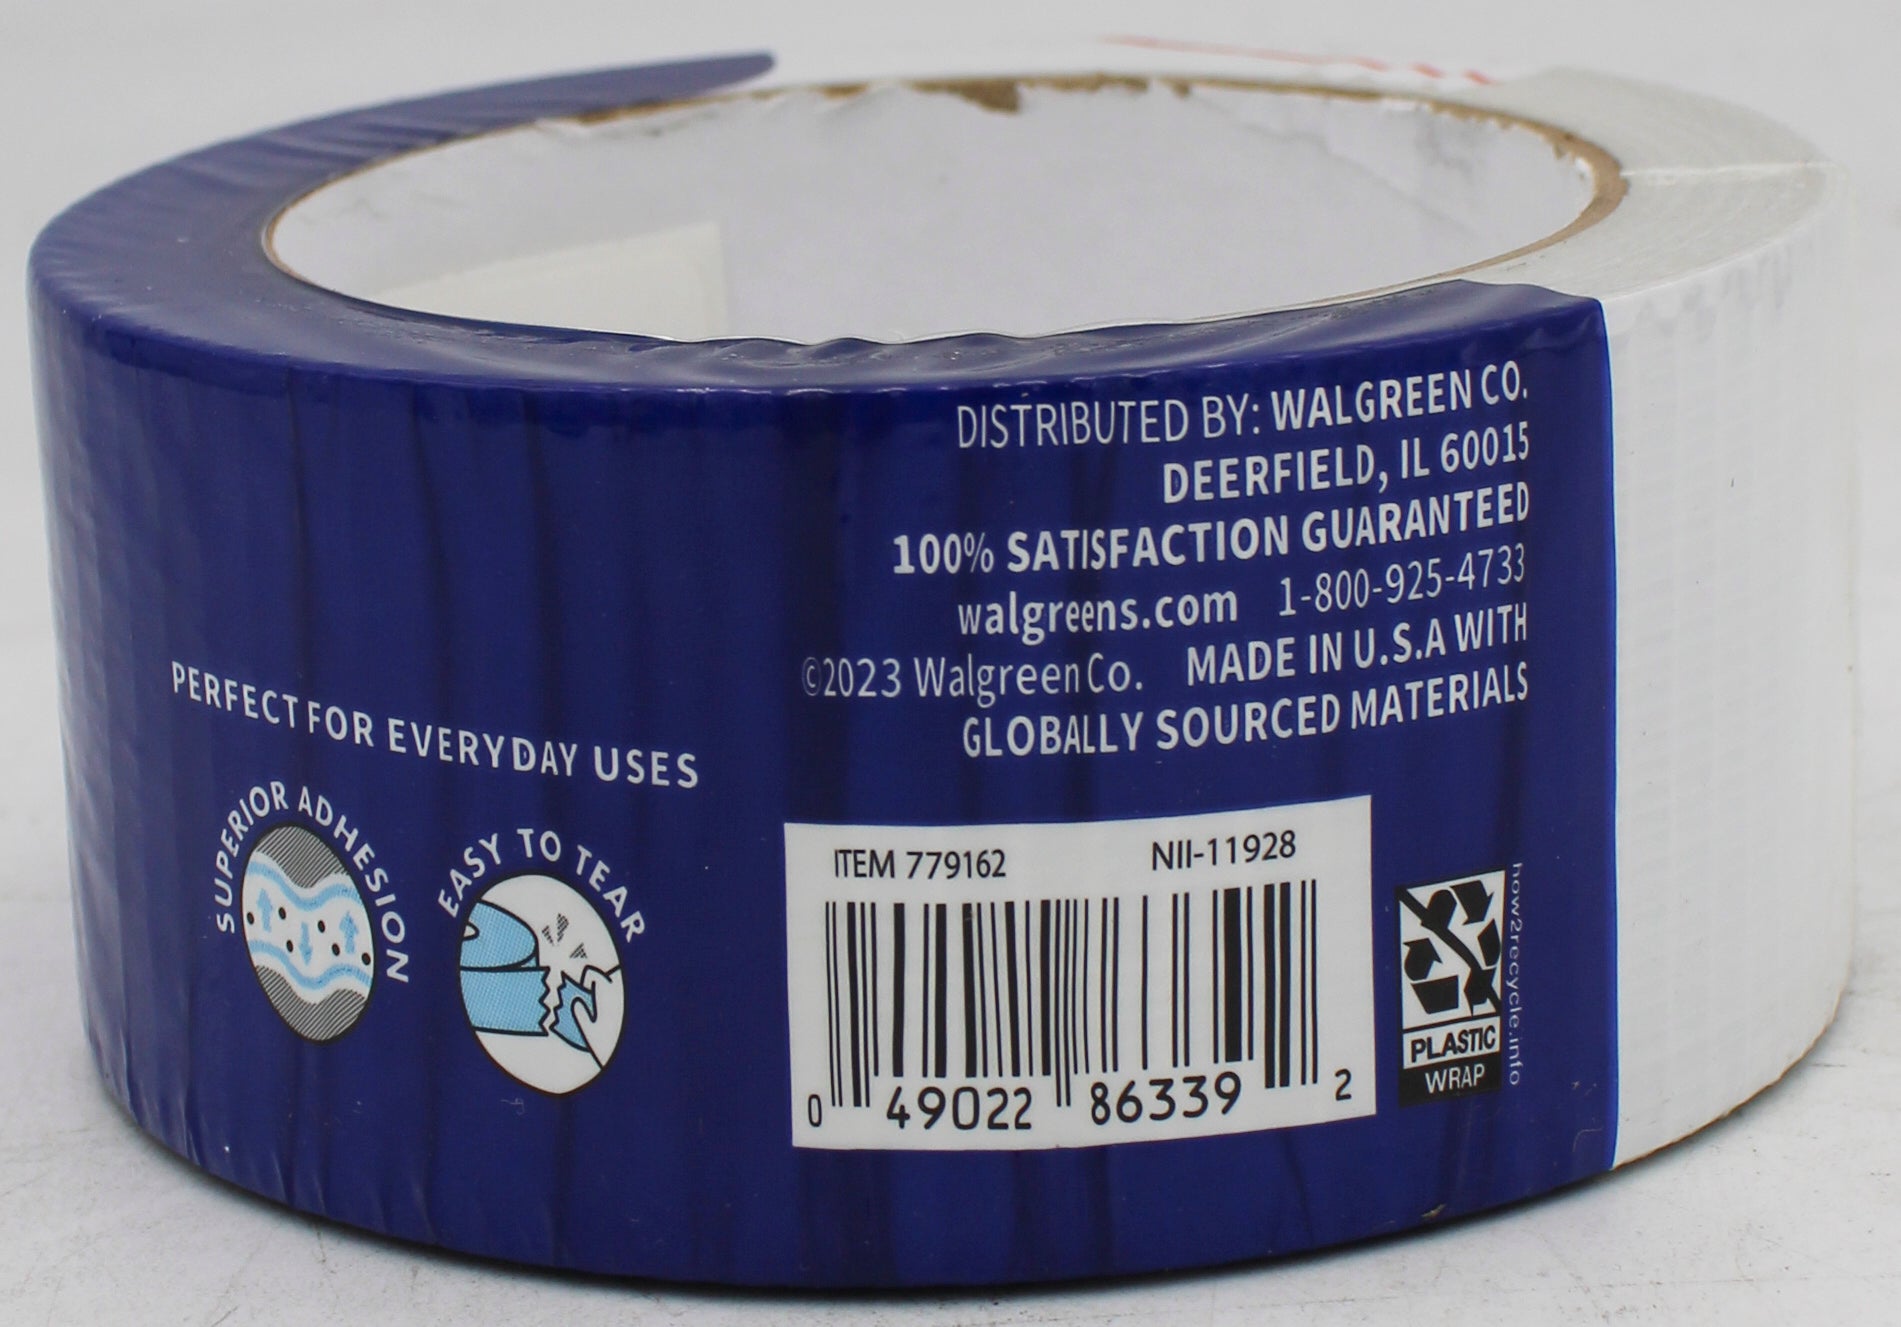 DISTRIBUTED BY: WALGREEN CO.
DEERFIELD, IL 60015
100% SATISFACTION GUARANTEED
walgreens.com 1-800-925-4733
©2023 Walgreen Co. MADE IN U.S.A WITH
GLOBALLY SOURCED MATERIALS
PERFECT FOR EVERYDAY USES
SUPERIOR ADHESION
EASY TO TEAR
ITEM 779162 NII-11928
0 49022 86339 2
PLASTIC
WRAP
how2recycle.info